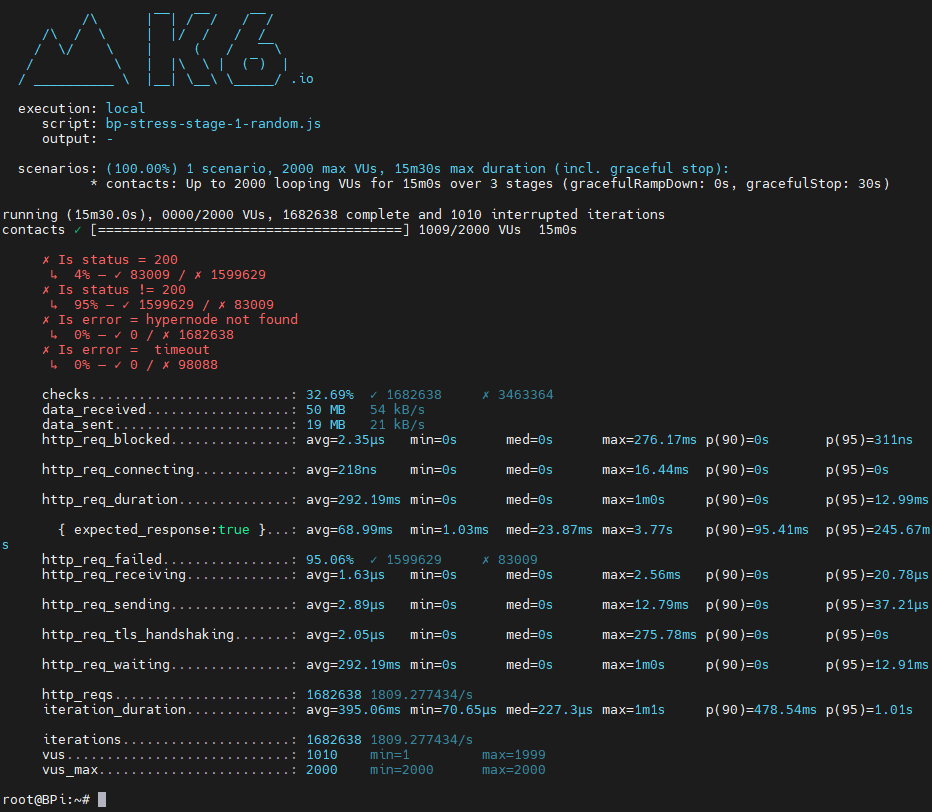 .io
execution: local
script: bp-stress-stage-1-random.js
output: -
scenarios: (100.00%) 1 scenario, 2000 max VUs, 15m30s max duration (incl. graceful stop):
* contacts: Up to 2000 looping VUs for 15m0s over 3 stages (gracefulRampDown: 0s, gracefulStop: 30s)
running (15m30.0s), 0000/2000 VUs, 1682638 complete and 1010 interrupted iterations
contacts ✓ [======================================] 1009/2000 VUs  15m0s
✗ Is status = 200
↳  4% — ✓ 83009 / ✗ 1599629
✗ Is status != 200
↳  95% — ✓ 1599629 / ✗ 83009
✗ Is error = hypernode not found
↳  0% — ✓ 0 / ✗ 1682638
✗ Is error =  timeout
↳  0% — ✓ 0 / ✗ 98088
checks.........................: 32.69%  ✓ 1682638     ✗ 3463364
data_received..................: 50 MB   54 kB/s
data_sent......................: 19 MB   21 kB/s
http_req_blocked...............: avg=2.35µs   min=0s     med=0s      max=276.17ms p(90)=0s      p(95)=311ns
http_req_connecting............: avg=218ns    min=0s     med=0s      max=16.44ms  p(90)=0s      p(95)=0s
http_req_duration..............: avg=292.19ms min=0s     med=0s      max=1m0s     p(90)=0s      p(95)=12.99ms
{ expected_response:true }...: avg=68.99ms  min=1.03ms med=23.87ms max=3.77s    p(90)=95.41ms p(95)=245.67m
s
http_req_failed................: 95.06%  ✓ 1599629     ✗ 83009
http_req_receiving.............: avg=1.63µs   min=0s     med=0s      max=2.56ms   p(90)=0s      p(95)=20.78µs
http_req_sending...............: avg=2.89µs   min=0s     med=0s      max=12.79ms  p(90)=0s      p(95)=37.21µs
http_req_tls_handshaking.......: avg=2.05µs   min=0s     med=0s      max=275.78ms p(90)=0s      p(95)=0s
http_req_waiting...............: avg=292.19ms min=0s     med=0s      max=1m0s     p(90)=0s      p(95)=12.91ms
http_reqs......................: 1682638 1809.277434/s
iteration_duration.............: avg=395.06ms min=70.65µs med=227.3µs max=1m1s     p(90)=478.54ms p(95)=1.01s
iterations.....................: 1682638 1809.277434/s
vus............................: 1010    min=1         max=1999
vus_max........................: 2000    min=2000      max=2000
root@BPi:~#